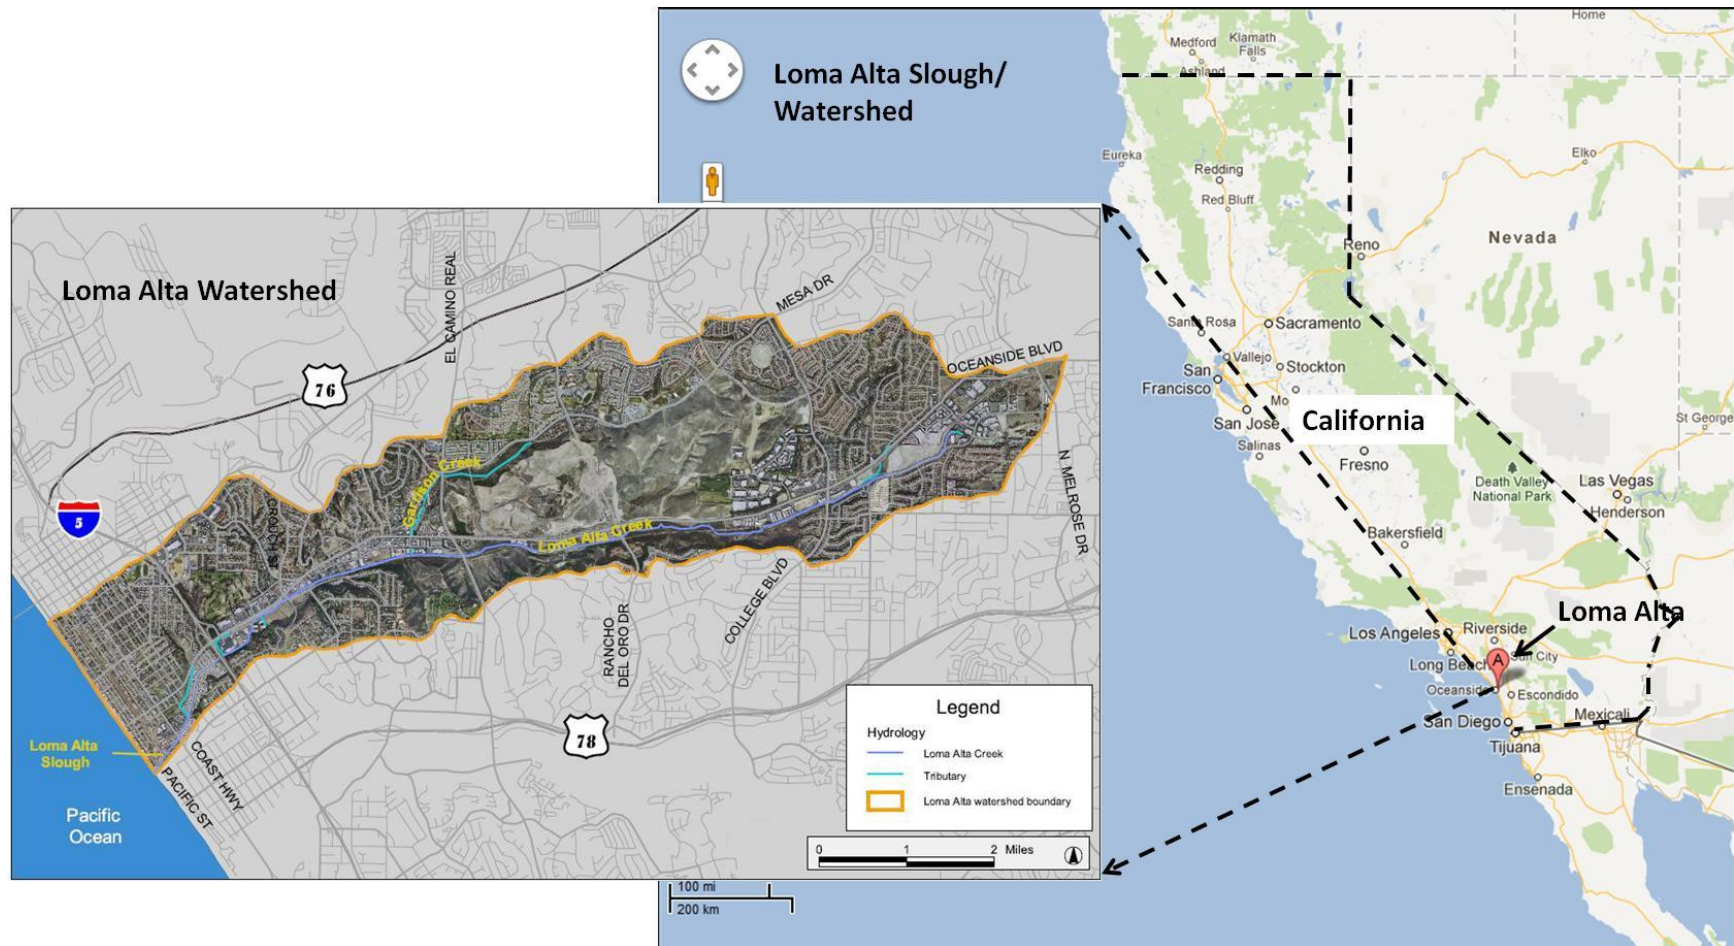 Loma Alta Slough/
Watershed
Home
Medford
Klamath
Falls
Ashland
Eureka
Redding
Red Bluff
Elko
Reno
Nevada
Santa Rosa
Sacramento
Vallejo
San
Francisco
Stockton
Mo
San Jose
California
Salinas
Fresno
St George
Death Valley
National Park
Las Vegas
Henderson
Bakersfield
Loma Alta
Los Angeles
Riverside
Long Beach
A
Sun City
Oceanside
Escondido
San Diego
Mexicali
Tijuana
Ensenada
100 mi
200 km
Loma Alta Watershed
EL CAMINO REAL
MESA DR
OCEANSIDE BLVD
76
5
CROUCH ST
Garrison Creek
Loma Alta Creek
N MELROSE DR
COLLEGE BLVD
RANCHO
DEL ORO DR
78
Loma Alta
Slough
COAST HWY
PACIFIC ST
Pacific
Ocean
Legend
Hydrology
Loma Alta Creek
Tributary
Loma Alta watershed boundary
0 1 2 Miles